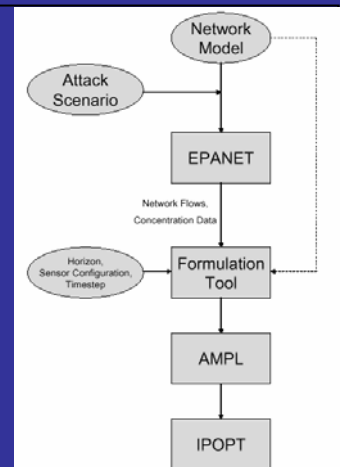 Network
Model
Attack
Scenario
EPANET
Network Flows,
Concentration Data
Horizon,
Sensor Configuration,
Timestep
Formulation
Tool
AMPL
IPOPT